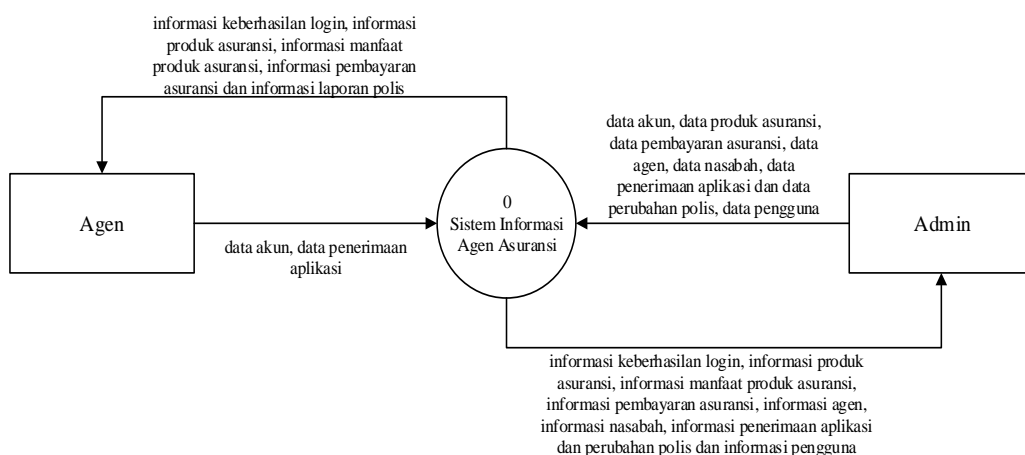 informasi keberhasilan login, informasi
produk asuransi, informasi manfaat
produk asuransi, informasi pembayaran
asuransi dan informasi laporan polis
data akun, data produk asuransi,
data pembayaran asuransi, data
agen, data nasabah, data
penerimaan aplikasi dan data
perubahan polis, data pengguna
Agen
0
Sistem Informasi
Agen Asuransi
Admin
data akun, data penerimaan
aplikasi
informasi keberhasilan login, informasi produk
asuransi, informasi manfaat produk asuransi,
informasi pembayaran asuransi, informasi agen,
informasi nasabah, informasi penerimaan aplikasi
dan perubahan polis dan informasi pengguna